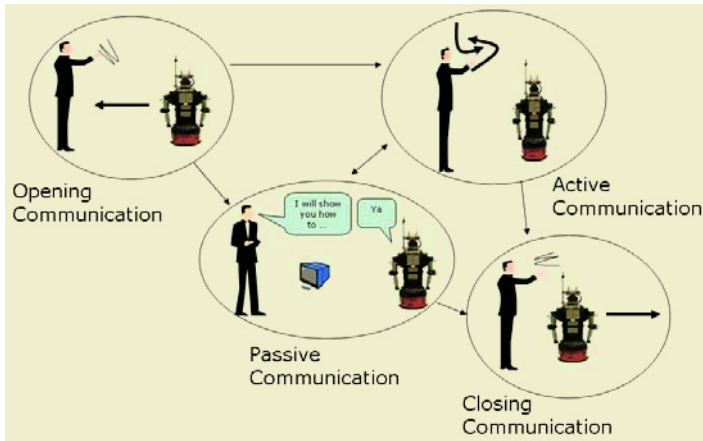 Opening
Communication
Active
Communication
I will show
you how
to ...
Ya
Passive
Communication
Closing
Communication